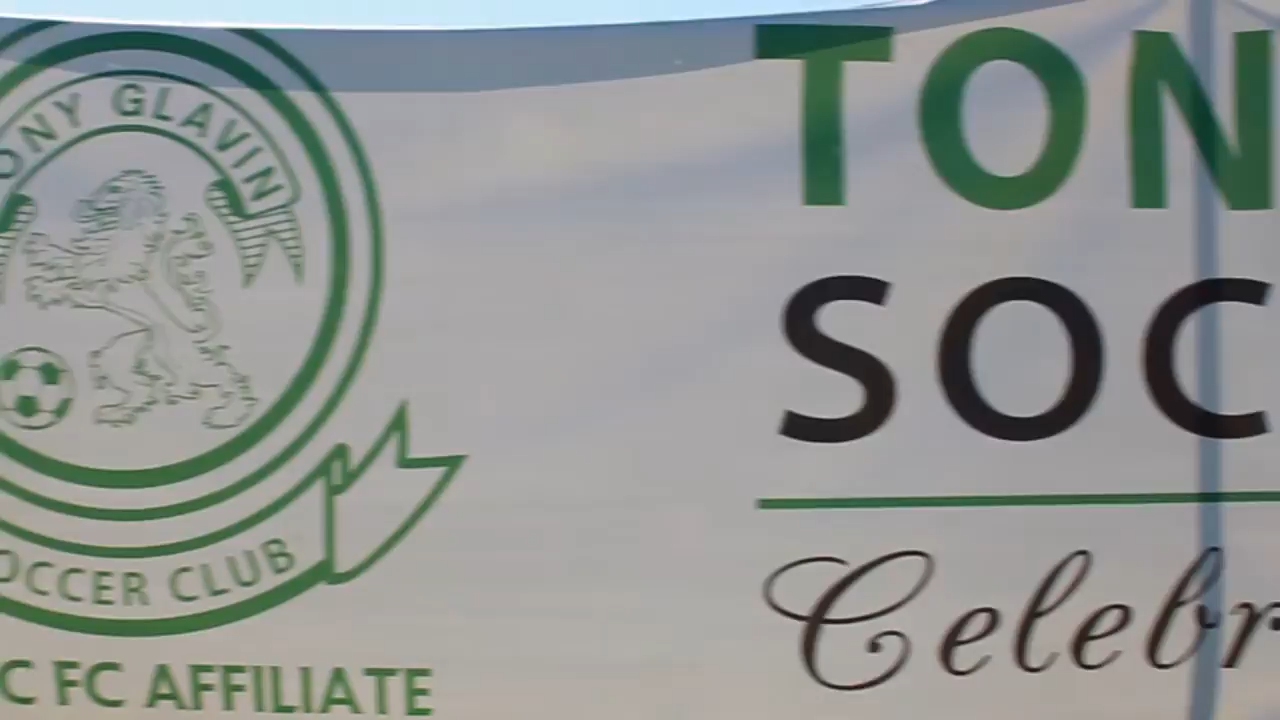 ONY GLAVIN
OCCER CLUB
C FC AFFILIATE
TON
SOC
Celebr